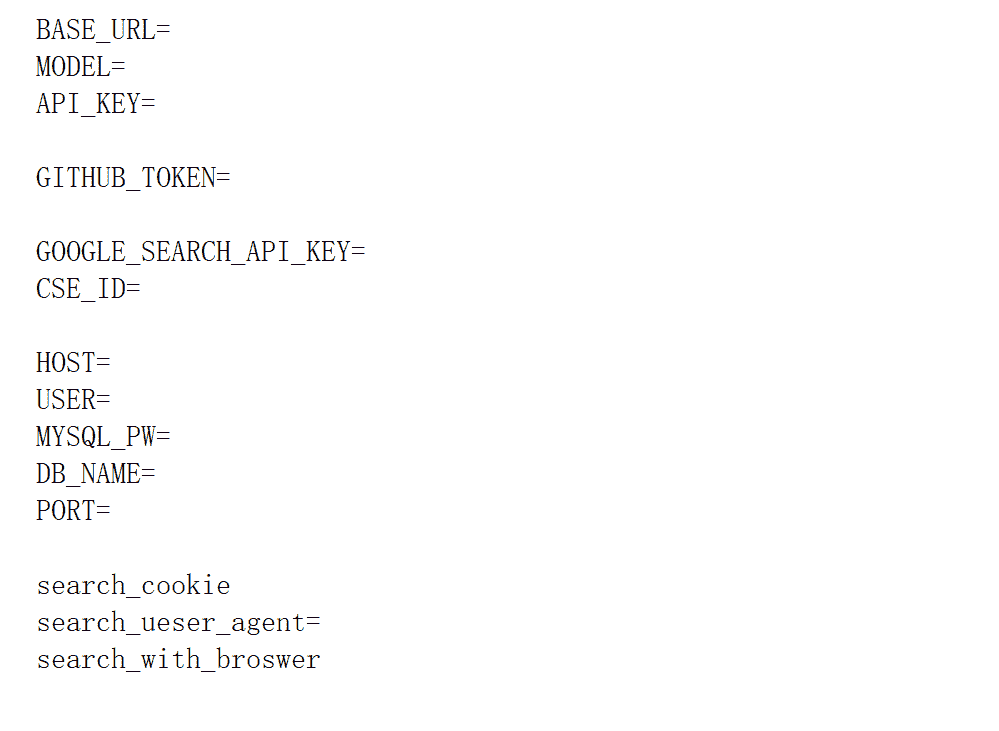 BASE_URL=
MODEL=
API_KEY=
GITHUB_TOKEN=
GOOGLE_SEARCH_API_KEY=
CSE_ID=
HOST=
USER=
MYSQL_PW=
DB_NAME=
PORT=
search_cookie
search_ueser_agent=
search_with_broswer